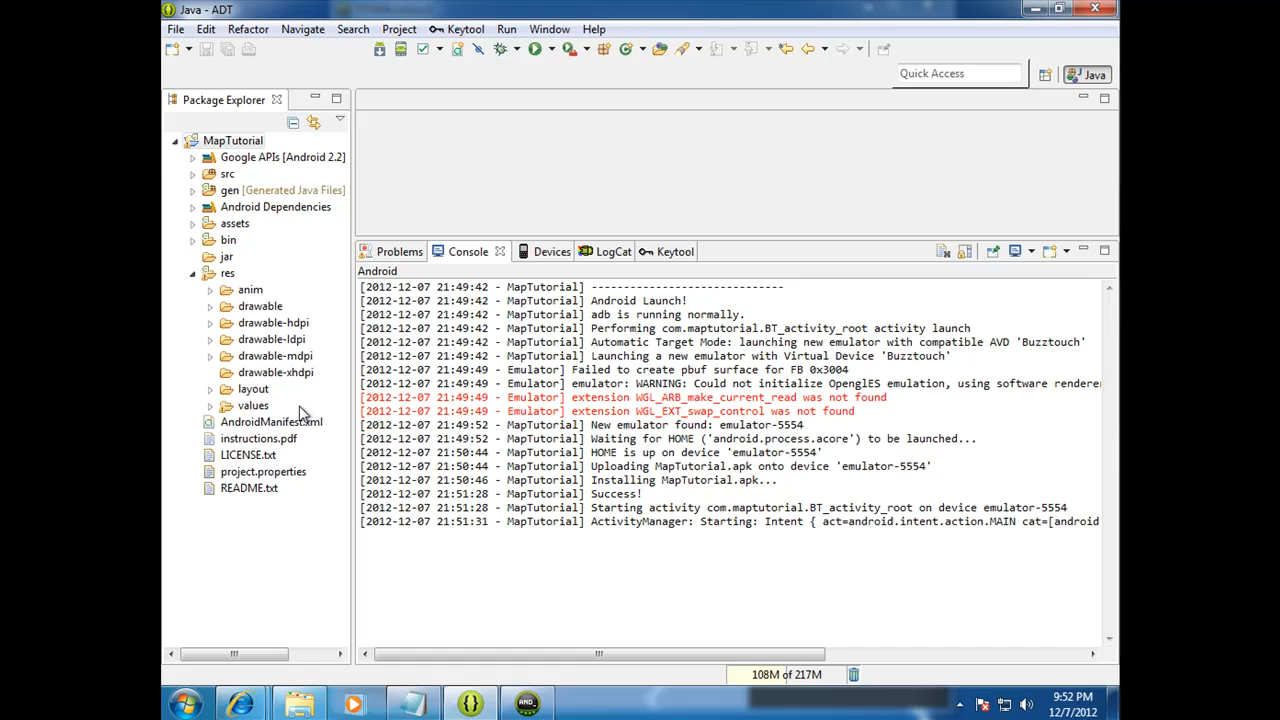 Java - ADT
File Edit Refactor Navigate Search Project Keytool Run Window Help
Quick Access
Java
Package Explorer
MapTutorial
Google APIs [Android 2.2]
src
gen [Generated Java Files]
Android Dependencies
assets
bin
jar
res
anim
drawable
drawable-hdpi
drawable-ldpi
drawable-mdpi
drawable-xhdpi
layout
values
AndroidManifest.xml
instructions.pdf
LICENSE.txt
project.properties
README.txt
Problems Console Devices LogCat Keytool
Android
[2012-12-07 21:49:42 - MapTutorial] ------------------------------
[2012-12-07 21:49:42 - MapTutorial] Android Launch!
[2012-12-07 21:49:42 - MapTutorial] adb is running normally.
[2012-12-07 21:49:42 - MapTutorial] Performing com.maptutorial.BT_activity_root activity launch
[2012-12-07 21:49:42 - MapTutorial] Automatic Target Mode: launching new emulator with compatible AVD 'Buzztouch'
[2012-12-07 21:49:42 - MapTutorial] Launching a new emulator with Virtual Device 'Buzztouch'
[2012-12-07 21:49:49 - Emulator] Failed to create pbuf surface for FB 0x3004
[2012-12-07 21:49:49 - Emulator] emulator: WARNING: Could not initialize OpenglES emulation, using software rendere
[2012-12-07 21:49:49 - Emulator] extension WGL_ARB_make_current_read was not found
[2012-12-07 21:49:49 - Emulator] extension WGL_EXT_swap_control was not found
[2012-12-07 21:49:52 - MapTutorial] New emulator found: emulator-5554
[2012-12-07 21:49:52 - MapTutorial] Waiting for HOME ('android.process.acore') to be launched...
[2012-12-07 21:50:44 - MapTutorial] HOME is up on device 'emulator-5554'
[2012-12-07 21:50:44 - MapTutorial] Uploading MapTutorial.apk onto device 'emulator-5554'
[2012-12-07 21:50:46 - MapTutorial] Installing MapTutorial.apk...
[2012-12-07 21:51:28 - MapTutorial] Success!
[2012-12-07 21:51:28 - MapTutorial] Starting activity com.maptutorial.BT_activity_root on device emulator-5554
[2012-12-07 21:51:31 - MapTutorial] ActivityManager: Starting: Intent { act=android.intent.action.MAIN cat=[android
108M of 217M
AND_
9:52 PM
12/7/2012